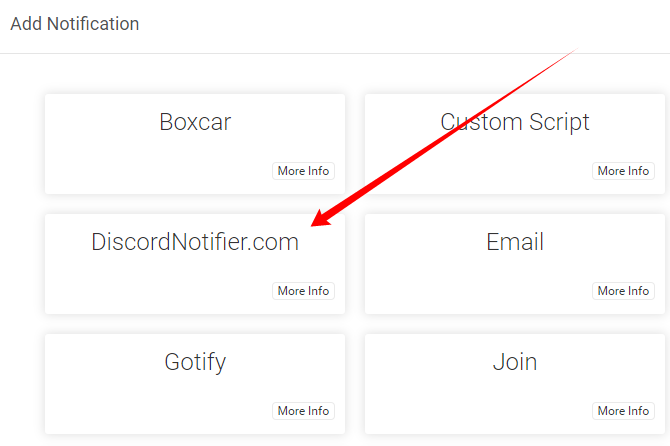 Add Notification
Boxcar
More Info
Custom Script
More Info
DiscordNotifier.com
More Info
Email
More Info
Gotify
More Info
Join
More Info